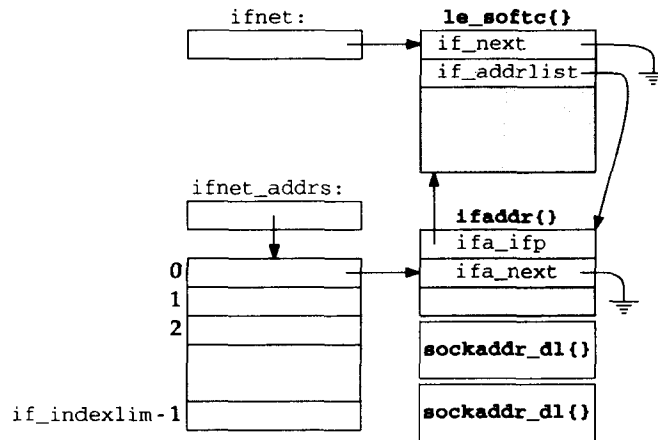 ifnet:
le_softc{}
if_next
if_addrlist
ifnet_addrs:
ifaddr{}
ifa_ifp
0
ifa_next
1
2
sockaddr_dl{}
if_indexlim - 1
sockaddr_dl{}